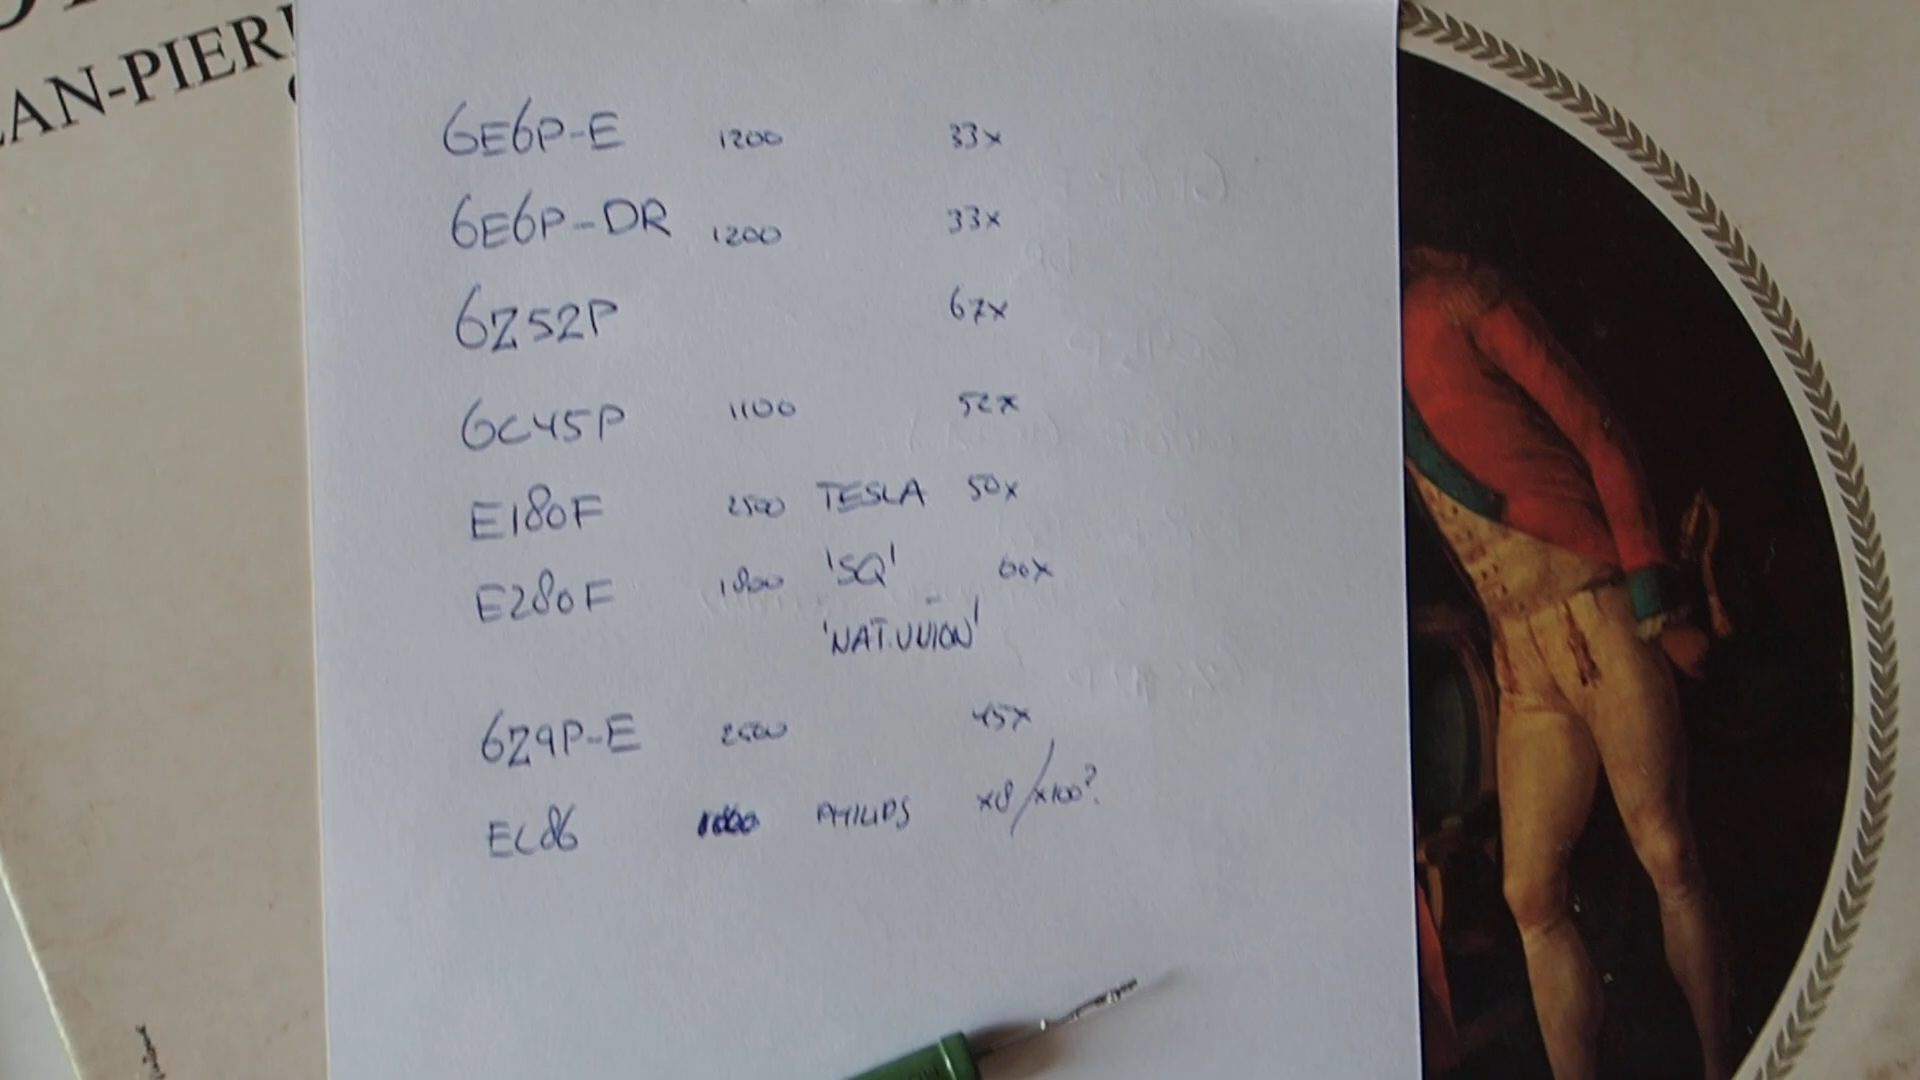 EAN-PIER
6E6P-E 1200 33x
6E6P-DR 1200 33x
6Z52P 67x
6C45P 1100 52x
E180F 2500 TESLA 50x
E280F 1800 'SQ' 60x
'NAT.UNION'
6Z9P-E 2500 45x
EL86 PHILIPS x8/x100?